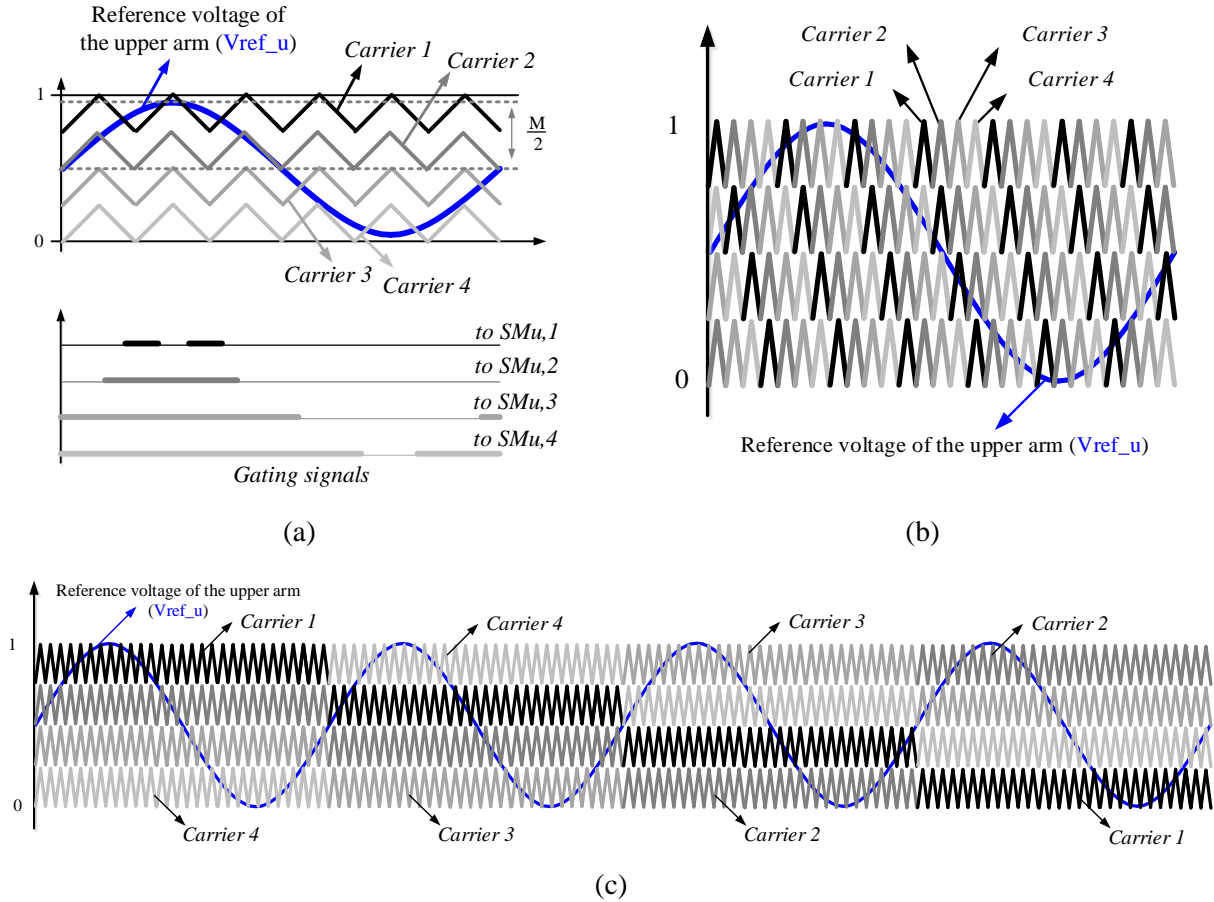 Reference voltage of
the upper arm (Vref_u)
Carrier 1
Carrier 2
1
M
2
0
Carrier 3
Carrier 4
to SMu,1
to SMu,2
to SMu,3
to SMu,4
Gating signals
(a)
Carrier 2
Carrier 3
Carrier 1
Carrier 4
1
0
Reference voltage of the upper arm (Vref_u)
(b)
Reference voltage of the upper arm
(Vref_u)
Carrier 1
Carrier 4
Carrier 3
Carrier 2
1
0
Carrier 4
Carrier 3
Carrier 2
Carrier 1
(c)